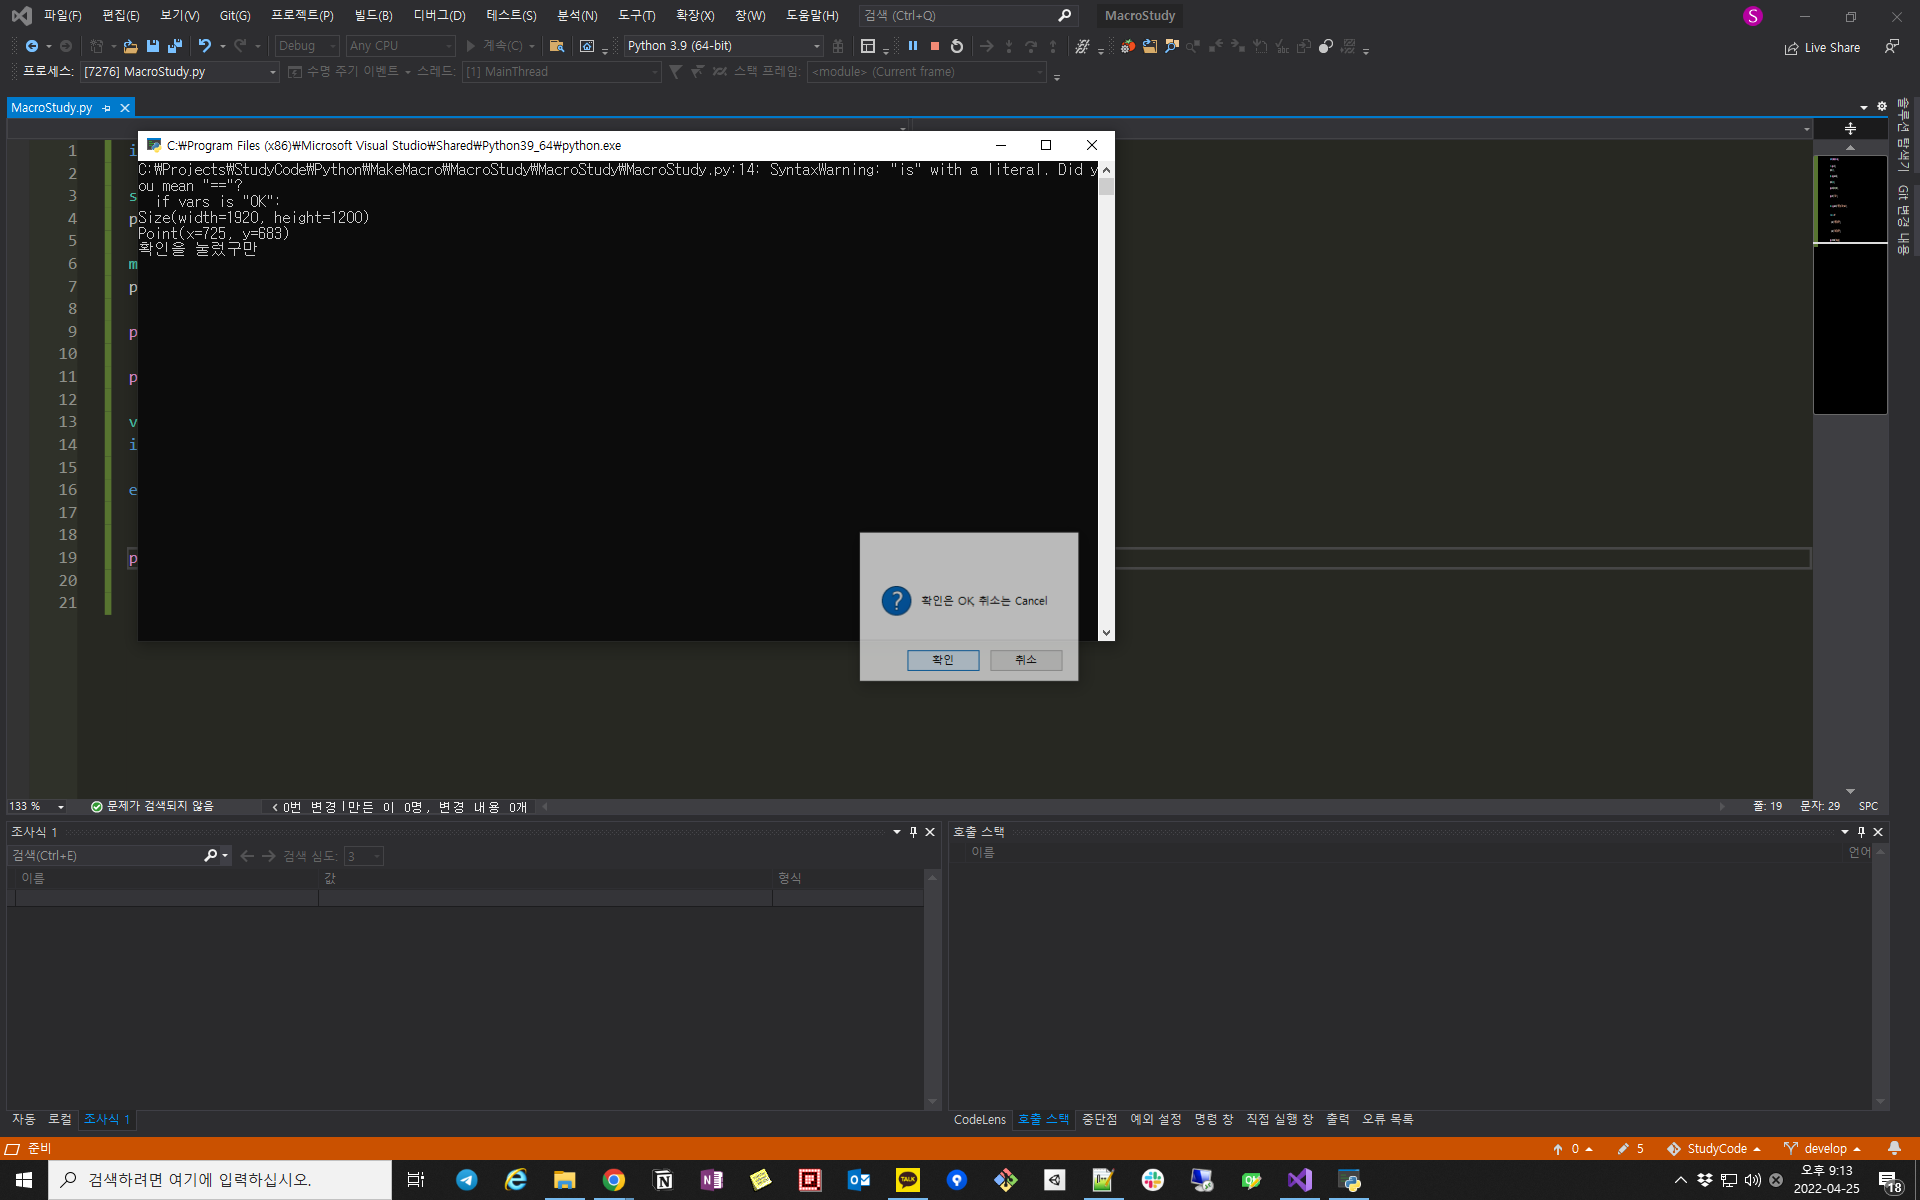 파일(F) 편집(E) 보기(V) Git(G) 프로젝트(P) 빌드(B) 디버그(D) 테스트(S) 분석(N) 도구(T) 확장(X) 창(W) 도움말(H) 검색 (Ctrl+Q) MacroStudy S
Debug Any CPU 계속(C) Python 3.9 (64-bit) Live Share
프로세스: [7276] MacroStudy.py 수명 주기 이벤트 스레드: [1] MainThread 스택 프레임: <module> (Current frame)
MacroStudy.py
솔루션 탐색기
Git 변경 내용
C:₩Program Files (x86)₩Microsoft Visual Studio₩Shared₩Python39_64₩python.exe
C:₩Projects₩StudyCode₩Python₩MakeMacro₩MacroStudy₩MacroStudy₩MacroStudy.py:14: SyntaxWarning: "is" with a literal. Did y
ou mean "=="?
if vars is "OK":
Size(width=1920, height=1200)
Point(x=725, y=683)
확인을 눌렀구만
1 i
2
3 s
4 p
5
6 m
7 p
8
9 p
10
11 p
12
13 v
14 i
15
16 e
17
18
19 p
20
21
확인은 OK, 취소는 Cancel
확인 취소
133 % 문제가 검색되지 않음 0번 변경|만든 이 0명, 변경 내용 0개 줄: 19 문자: 29 SPC
조사식 1
검색(Ctrl+E) 검색 심도: 3
이름 값 형식
호출 스택
이름 언어
자동 로컬 조사식 1
CodeLens 호출 스택 중단점 예외 설정 명령 창 직접 실행 창 출력 오류 목록
준비 0 5 StudyCode develop
검색하려면 여기에 입력하십시오. TALK 오후 9:13
2022-04-25 18